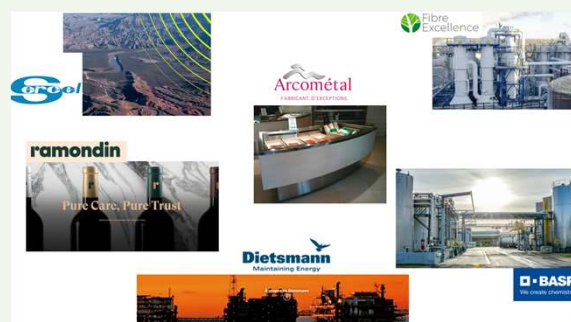 Sercel
Fibre
Excellence
Arcométal
FABRICANT D'EXCEPTIONS
ramondin
Pure Care, Pure Trust
Dietsmann
Maintaining Energy
BASF
We create chemistry